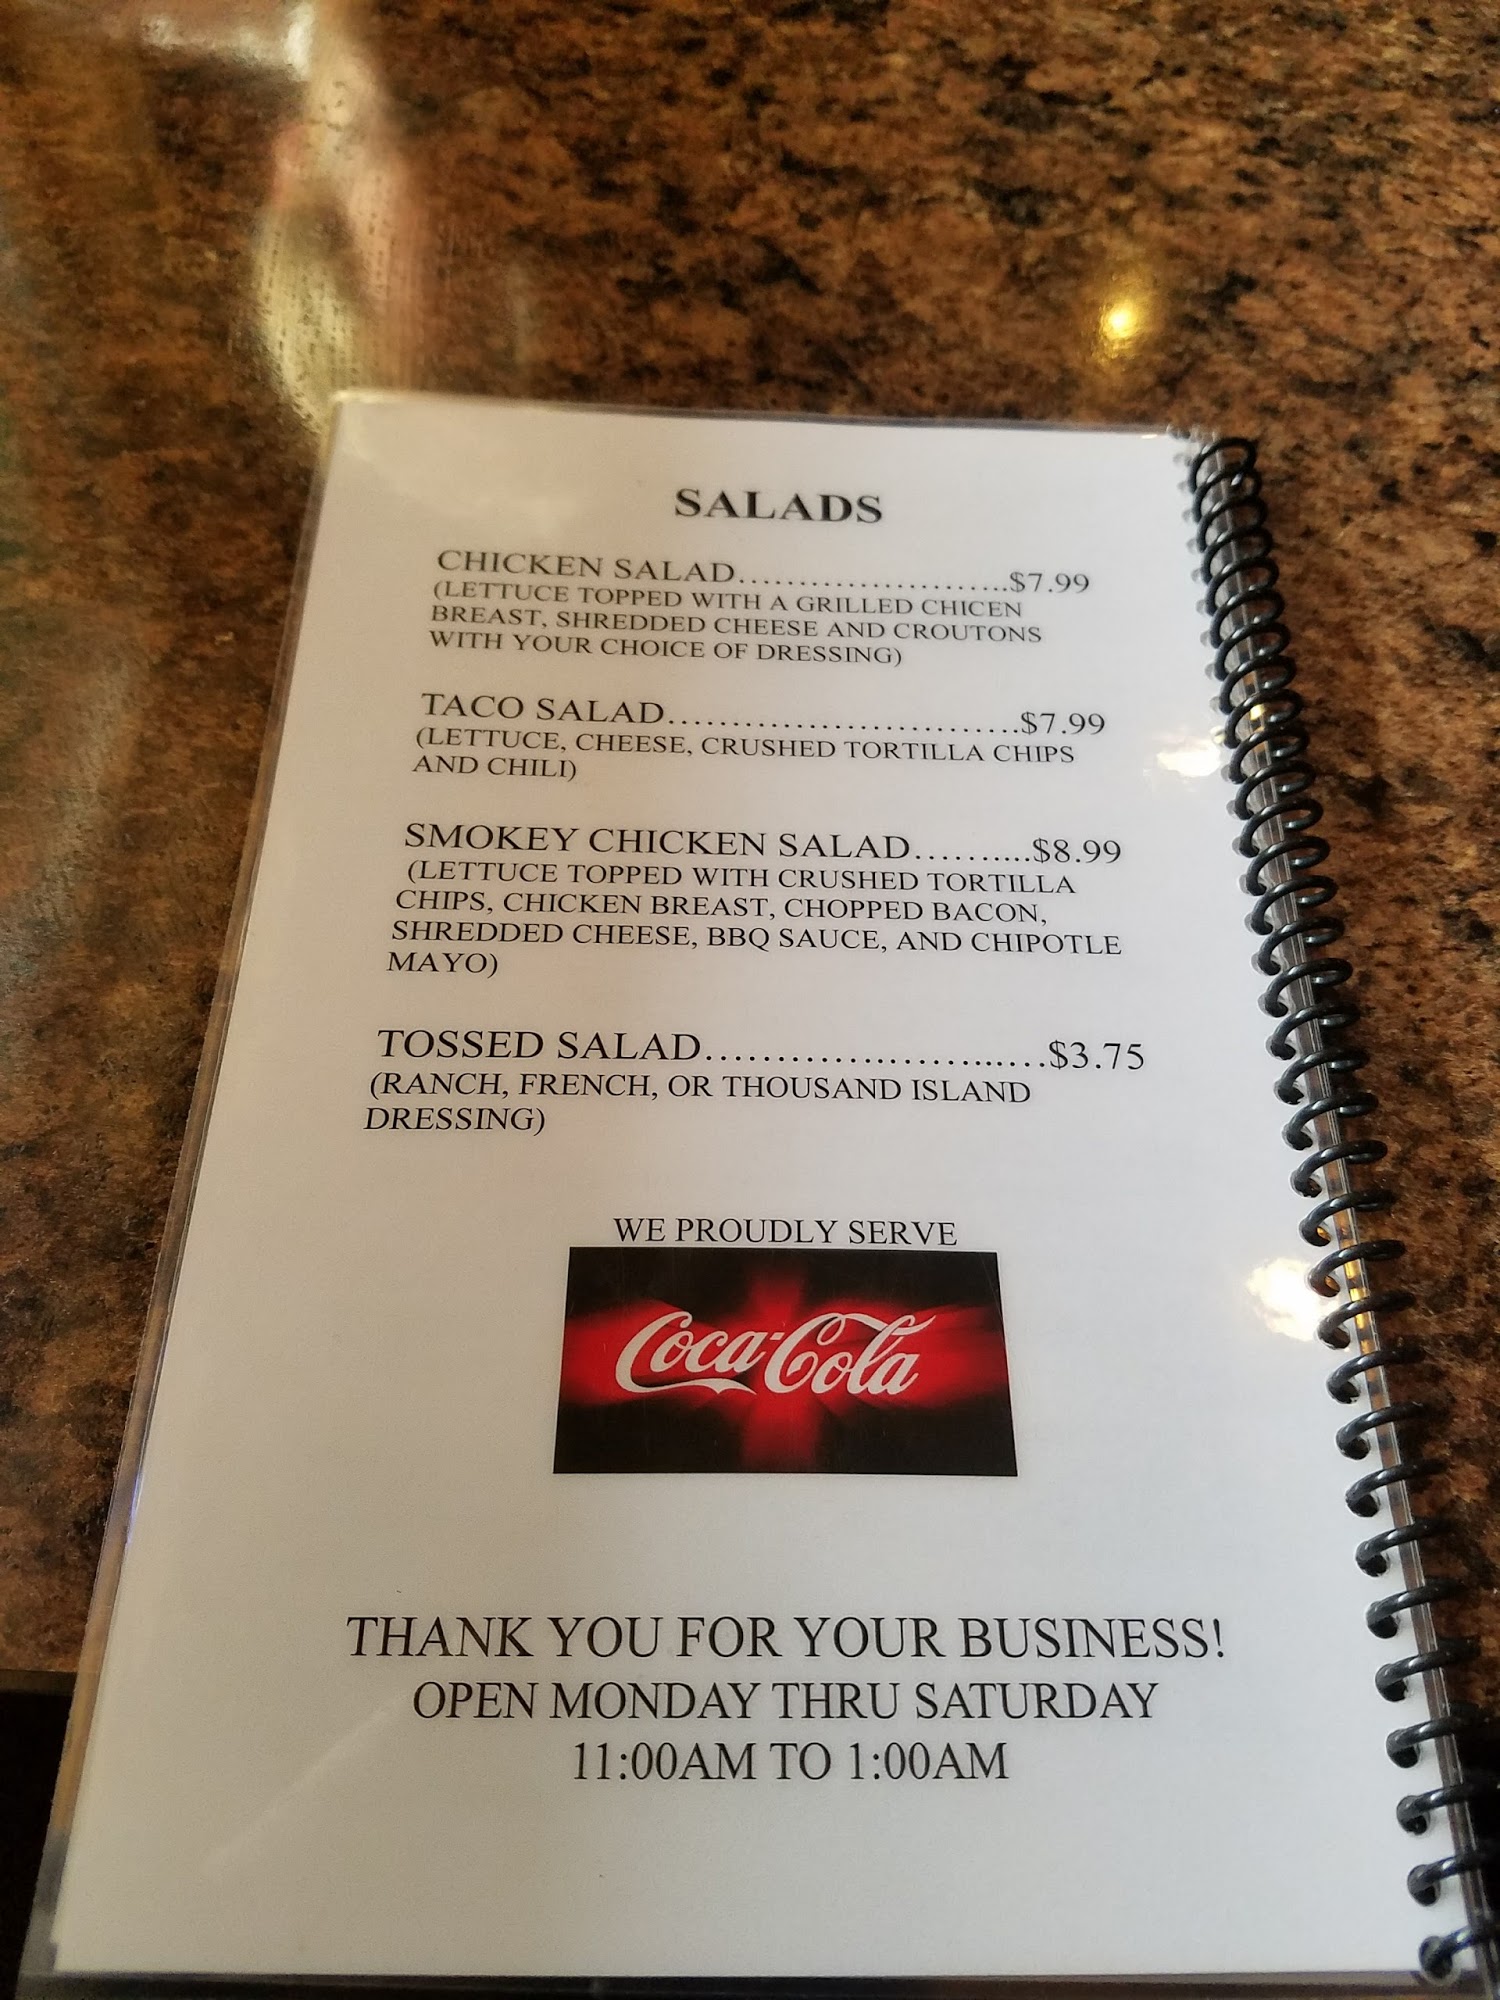 SALADS
CHICKEN SALAD……………………..$7.99
(LETTUCE TOPPED WITH A GRILLED CHICEN
BREAST, SHREDDED CHEESE AND CROUTONS
WITH YOUR CHOICE OF DRESSING)
TACO SALAD………………………….$7.99
(LETTUCE, CHEESE, CRUSHED TORTILLA CHIPS
AND CHILI)
SMOKEY CHICKEN SALAD……....$8.99
(LETTUCE TOPPED WITH CRUSHED TORTILLA
CHIPS, CHICKEN BREAST, CHOPPED BACON,
SHREDDED CHEESE, BBQ SAUCE, AND CHIPOTLE
MAYO)
TOSSED SALAD……………….……...…$3.75
(RANCH, FRENCH, OR THOUSAND ISLAND
DRESSING)
WE PROUDLY SERVE
Coca-Cola
THANK YOU FOR YOUR BUSINESS!
OPEN MONDAY THRU SATURDAY
11:00AM TO 1:00AM